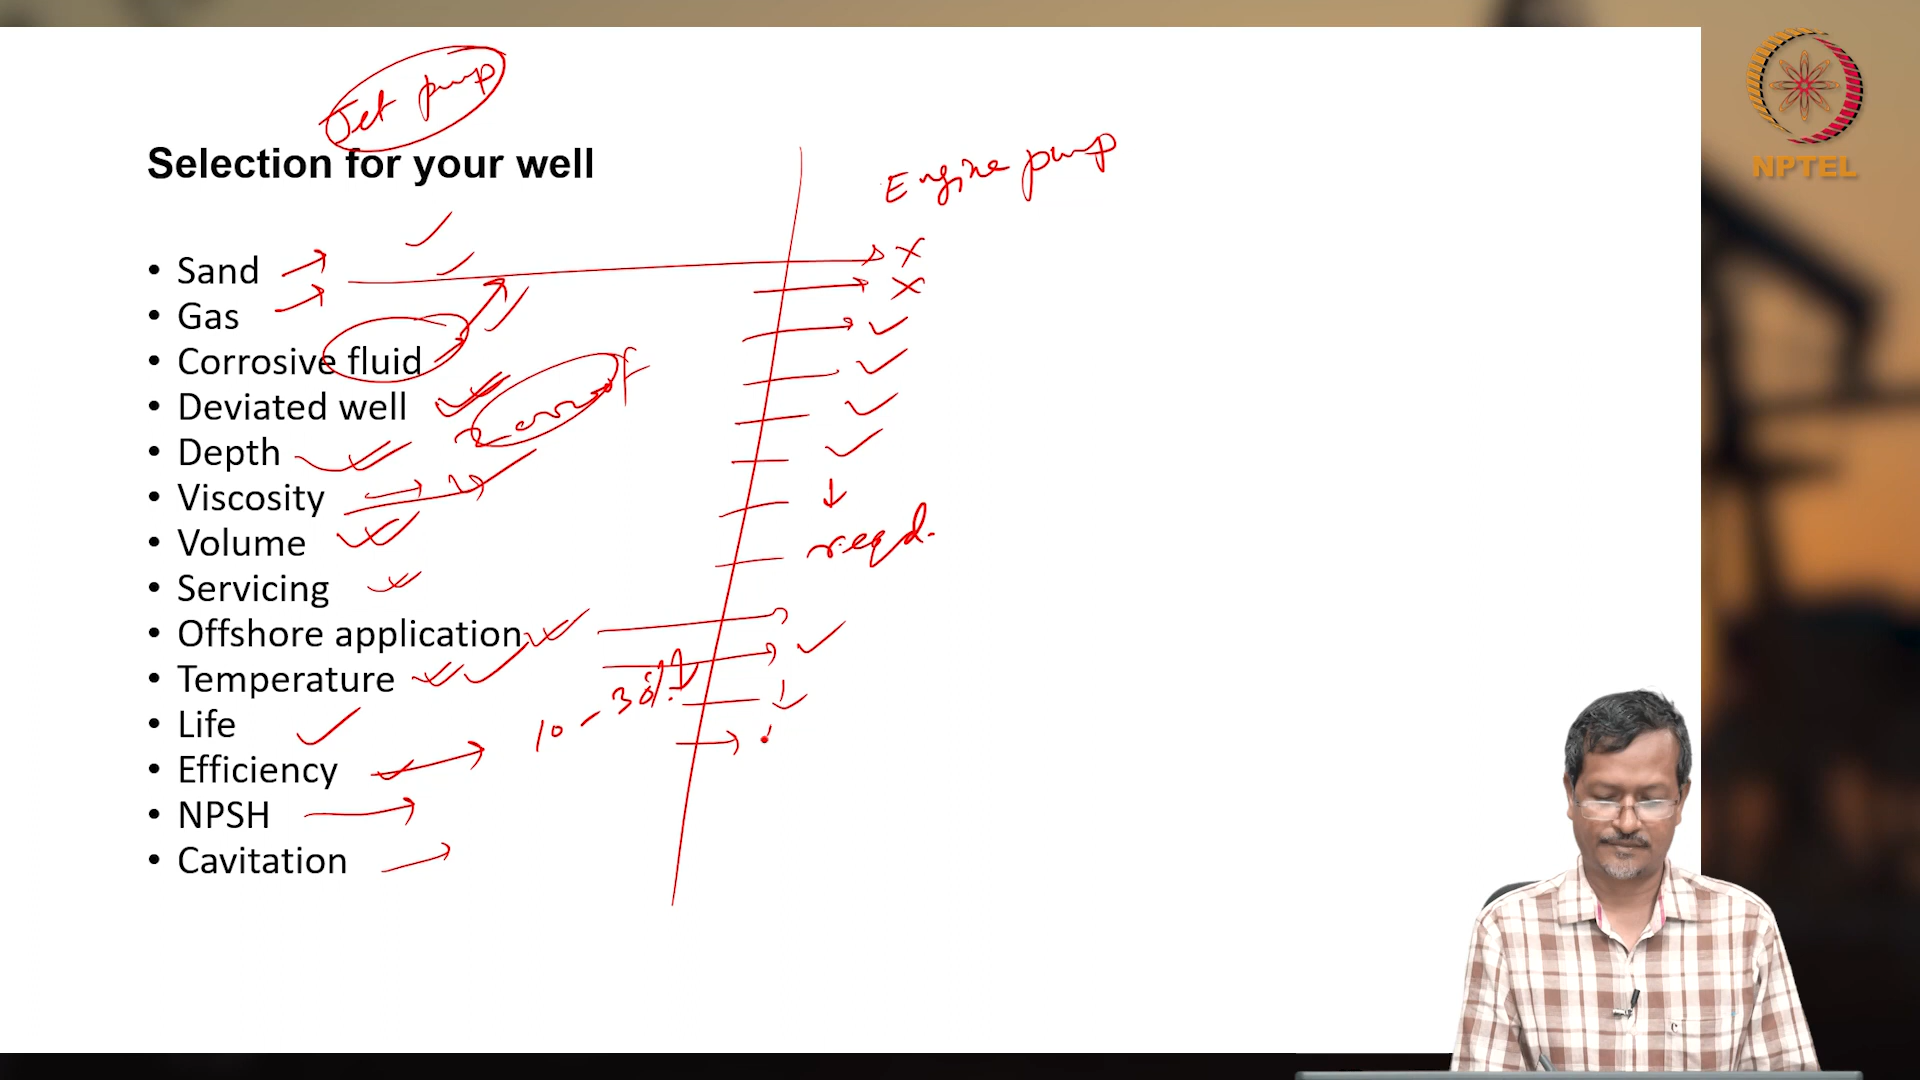 Jet pump
NPTEL
Selection for your well
Engine pump
• Sand
• Gas
• Corrosive fluid
• Deviated well
• Depth
• Viscosity
• Volume
reqd.
• Servicing
• Offshore application
• Temperature
10 - 30%
• Life
• Efficiency
• NPSH
• Cavitation